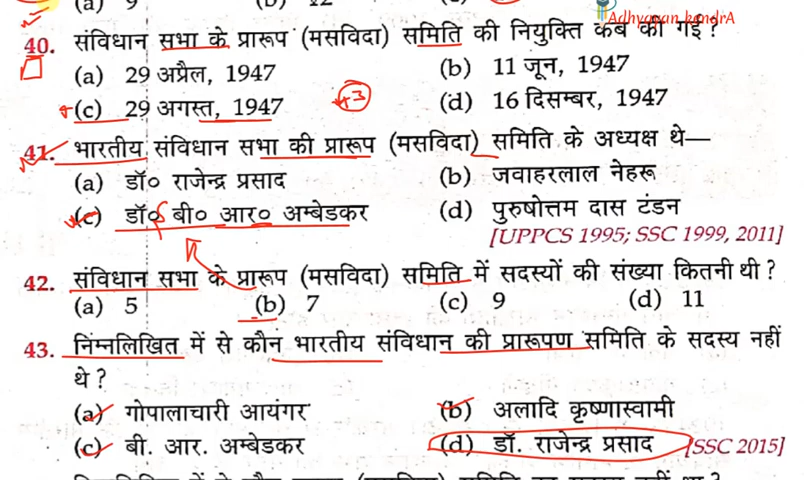 (a) 9
Adhyayan kendrA
40. संविधान सभा के प्रारूप (मसविदा) समिति की नियुक्ति कब की गई?
(a) 29 अप्रैल, 1947 (b) 11 जून, 1947
(c) 29 अगस्त, 1947 (d) 16 दिसम्बर, 1947
41. भारतीय संविधान सभा की प्रारूप (मसविदा) समिति के अध्यक्ष थे—
(a) डॉ० राजेन्द्र प्रसाद (b) जवाहरलाल नेहरू
(c) डॉ० बी० आर० अम्बेडकर (d) पुरुषोत्तम दास टंडन
[UPPCS 1995; SSC 1999, 2011]
42. संविधान सभा के प्रारूप (मसविदा) समिति में सदस्यों की संख्या कितनी थी?
(a) 5 (b) 7 (c) 9 (d) 11
43. निम्नलिखित में से कौन भारतीय संविधान की प्रारूपण समिति के सदस्य नहीं
थे?
(a) गोपालाचारी आयंगर (b) अलादि कृष्णास्वामी
(c) बी. आर. अम्बेडकर (d) डॉ. राजेन्द्र प्रसाद [SSC 2015]